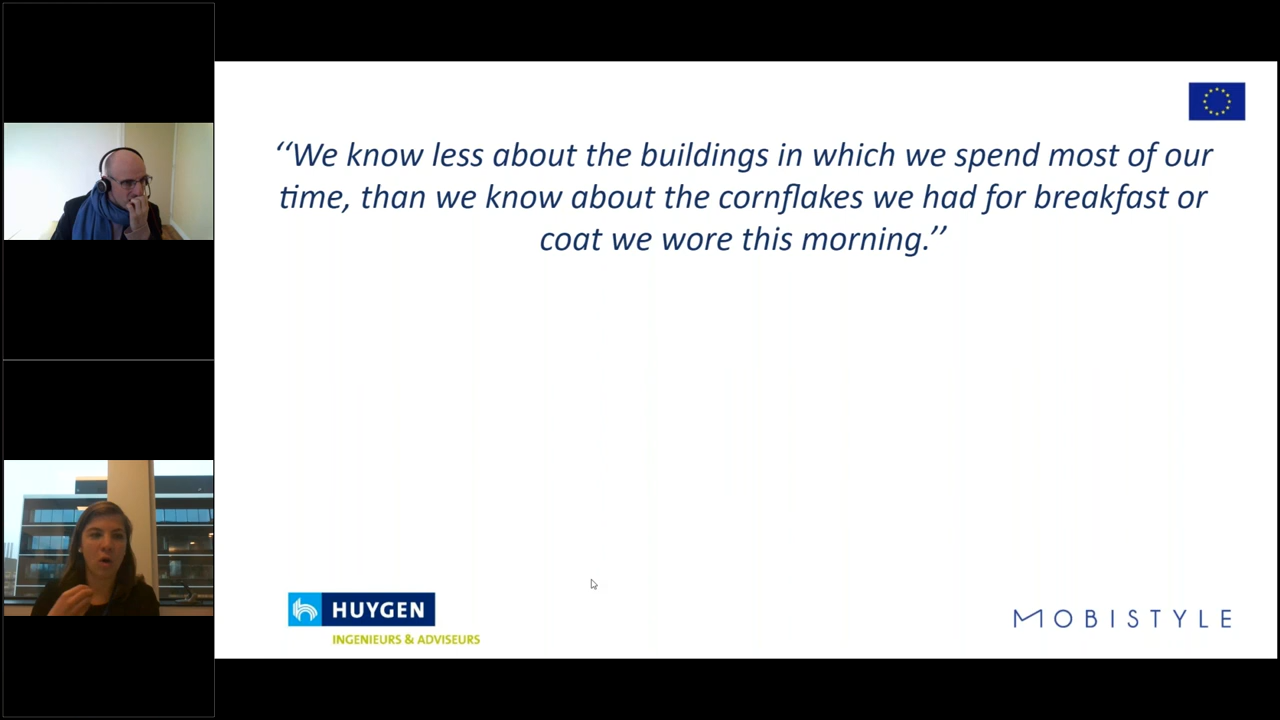 ‘‘We know less about the buildings in which we spend most of our
time, than we know about the cornflakes we had for breakfast or
coat we wore this morning.’’
HUYGEN
INGENIEURS & ADVISEURS
MOBISTYLE